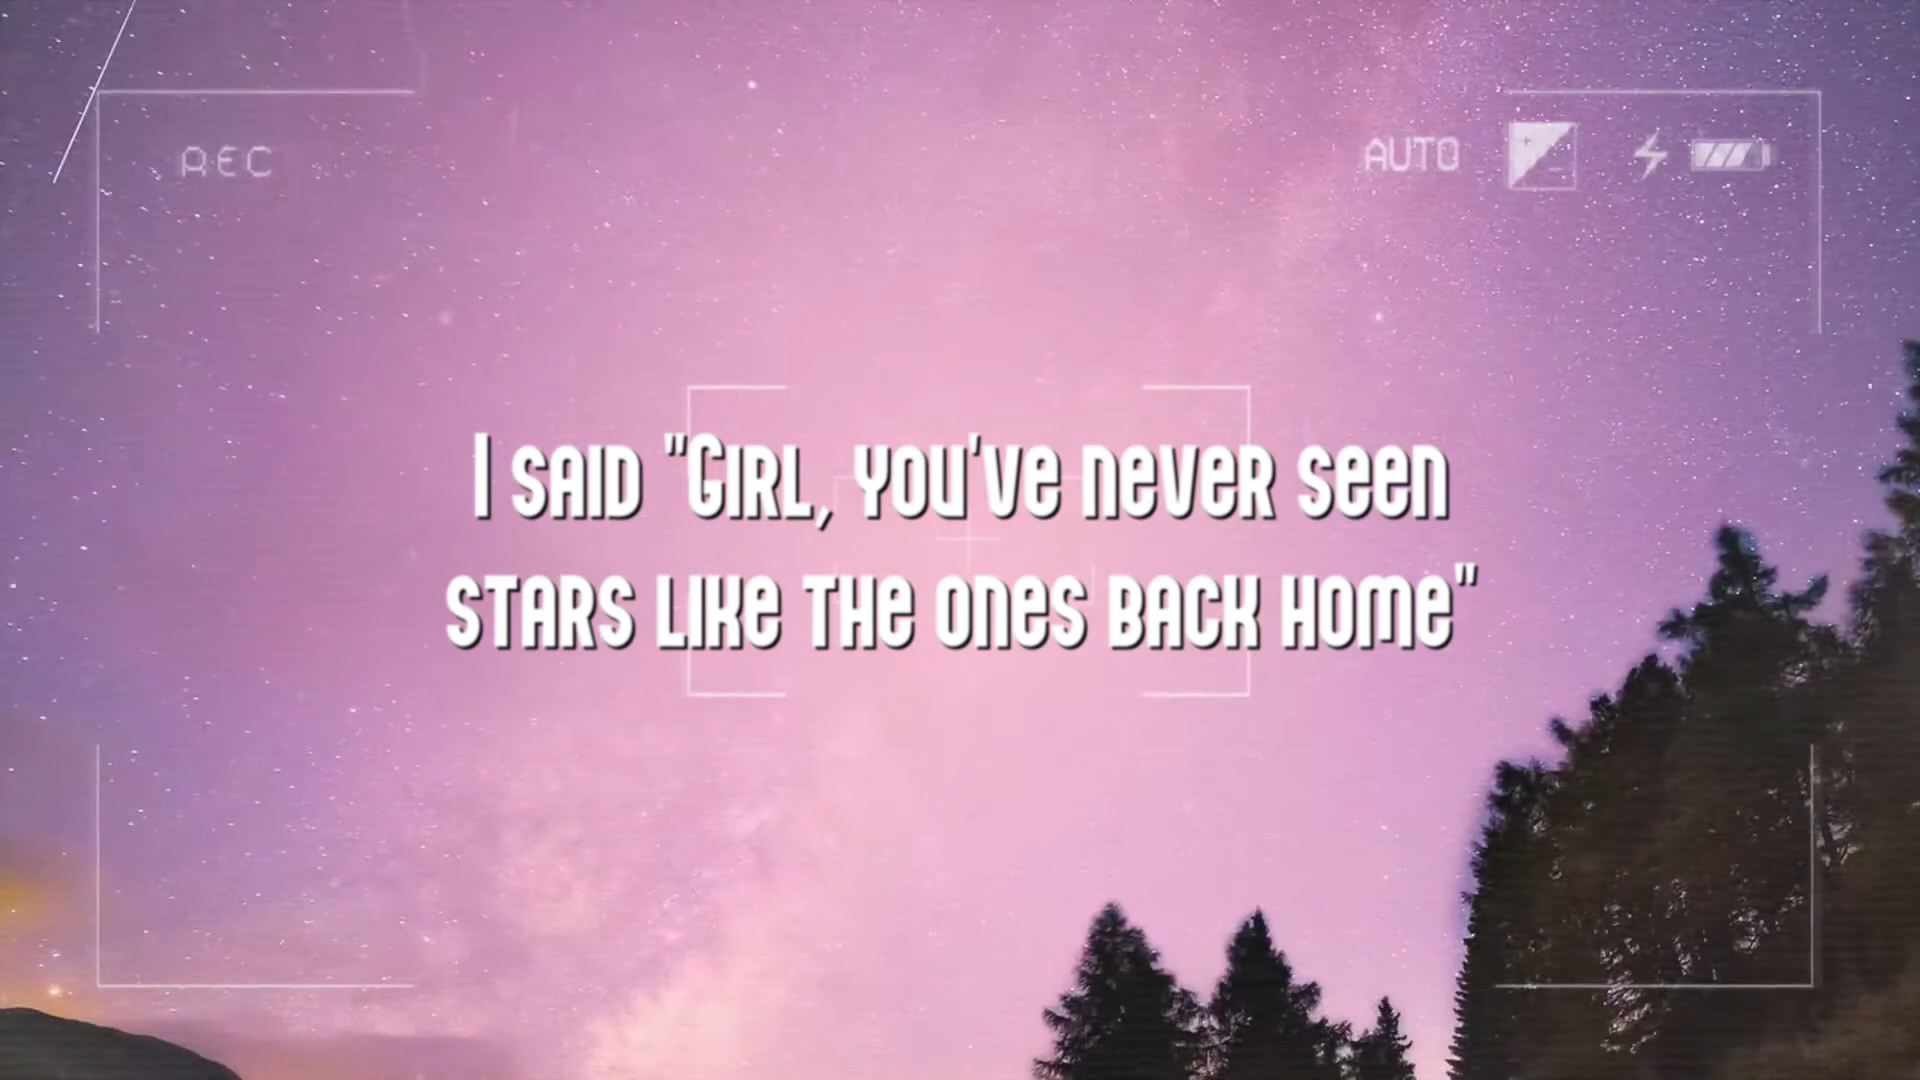 REC
AUTO
I said "Girl, you've never seen
stars like the ones back home"